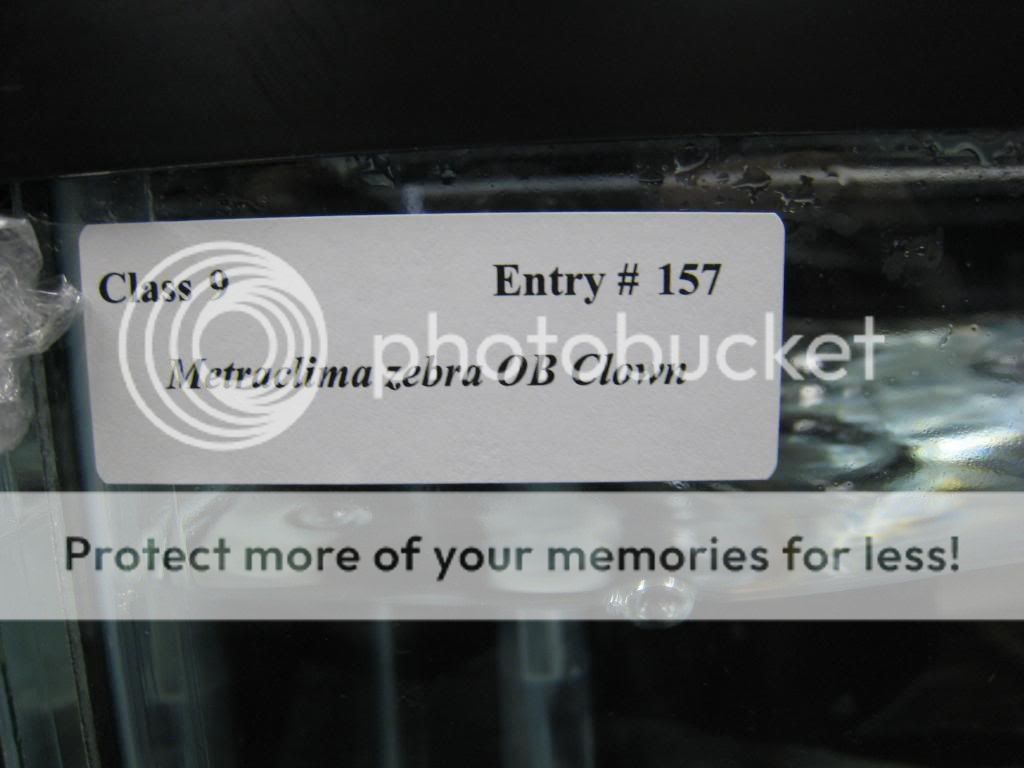 Class 9 Entry # 157
Metraclima zebra OB Clown
photobucket
Protect more of your memories for less!